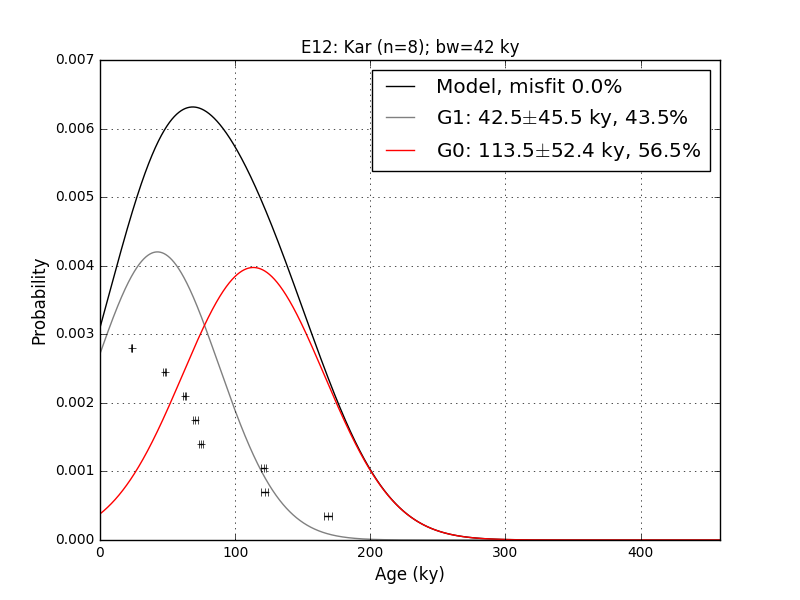 E12: Kar (n=8); bw=42 ky
0.007
0.006
0.005
0.004
0.003
0.002
0.001
0.000
Probability
Model, misfit 0.0%
G1: 42.5±45.5 ky, 43.5%
G0: 113.5±52.4 ky, 56.5%
0 100 200 300 400
Age (ky)